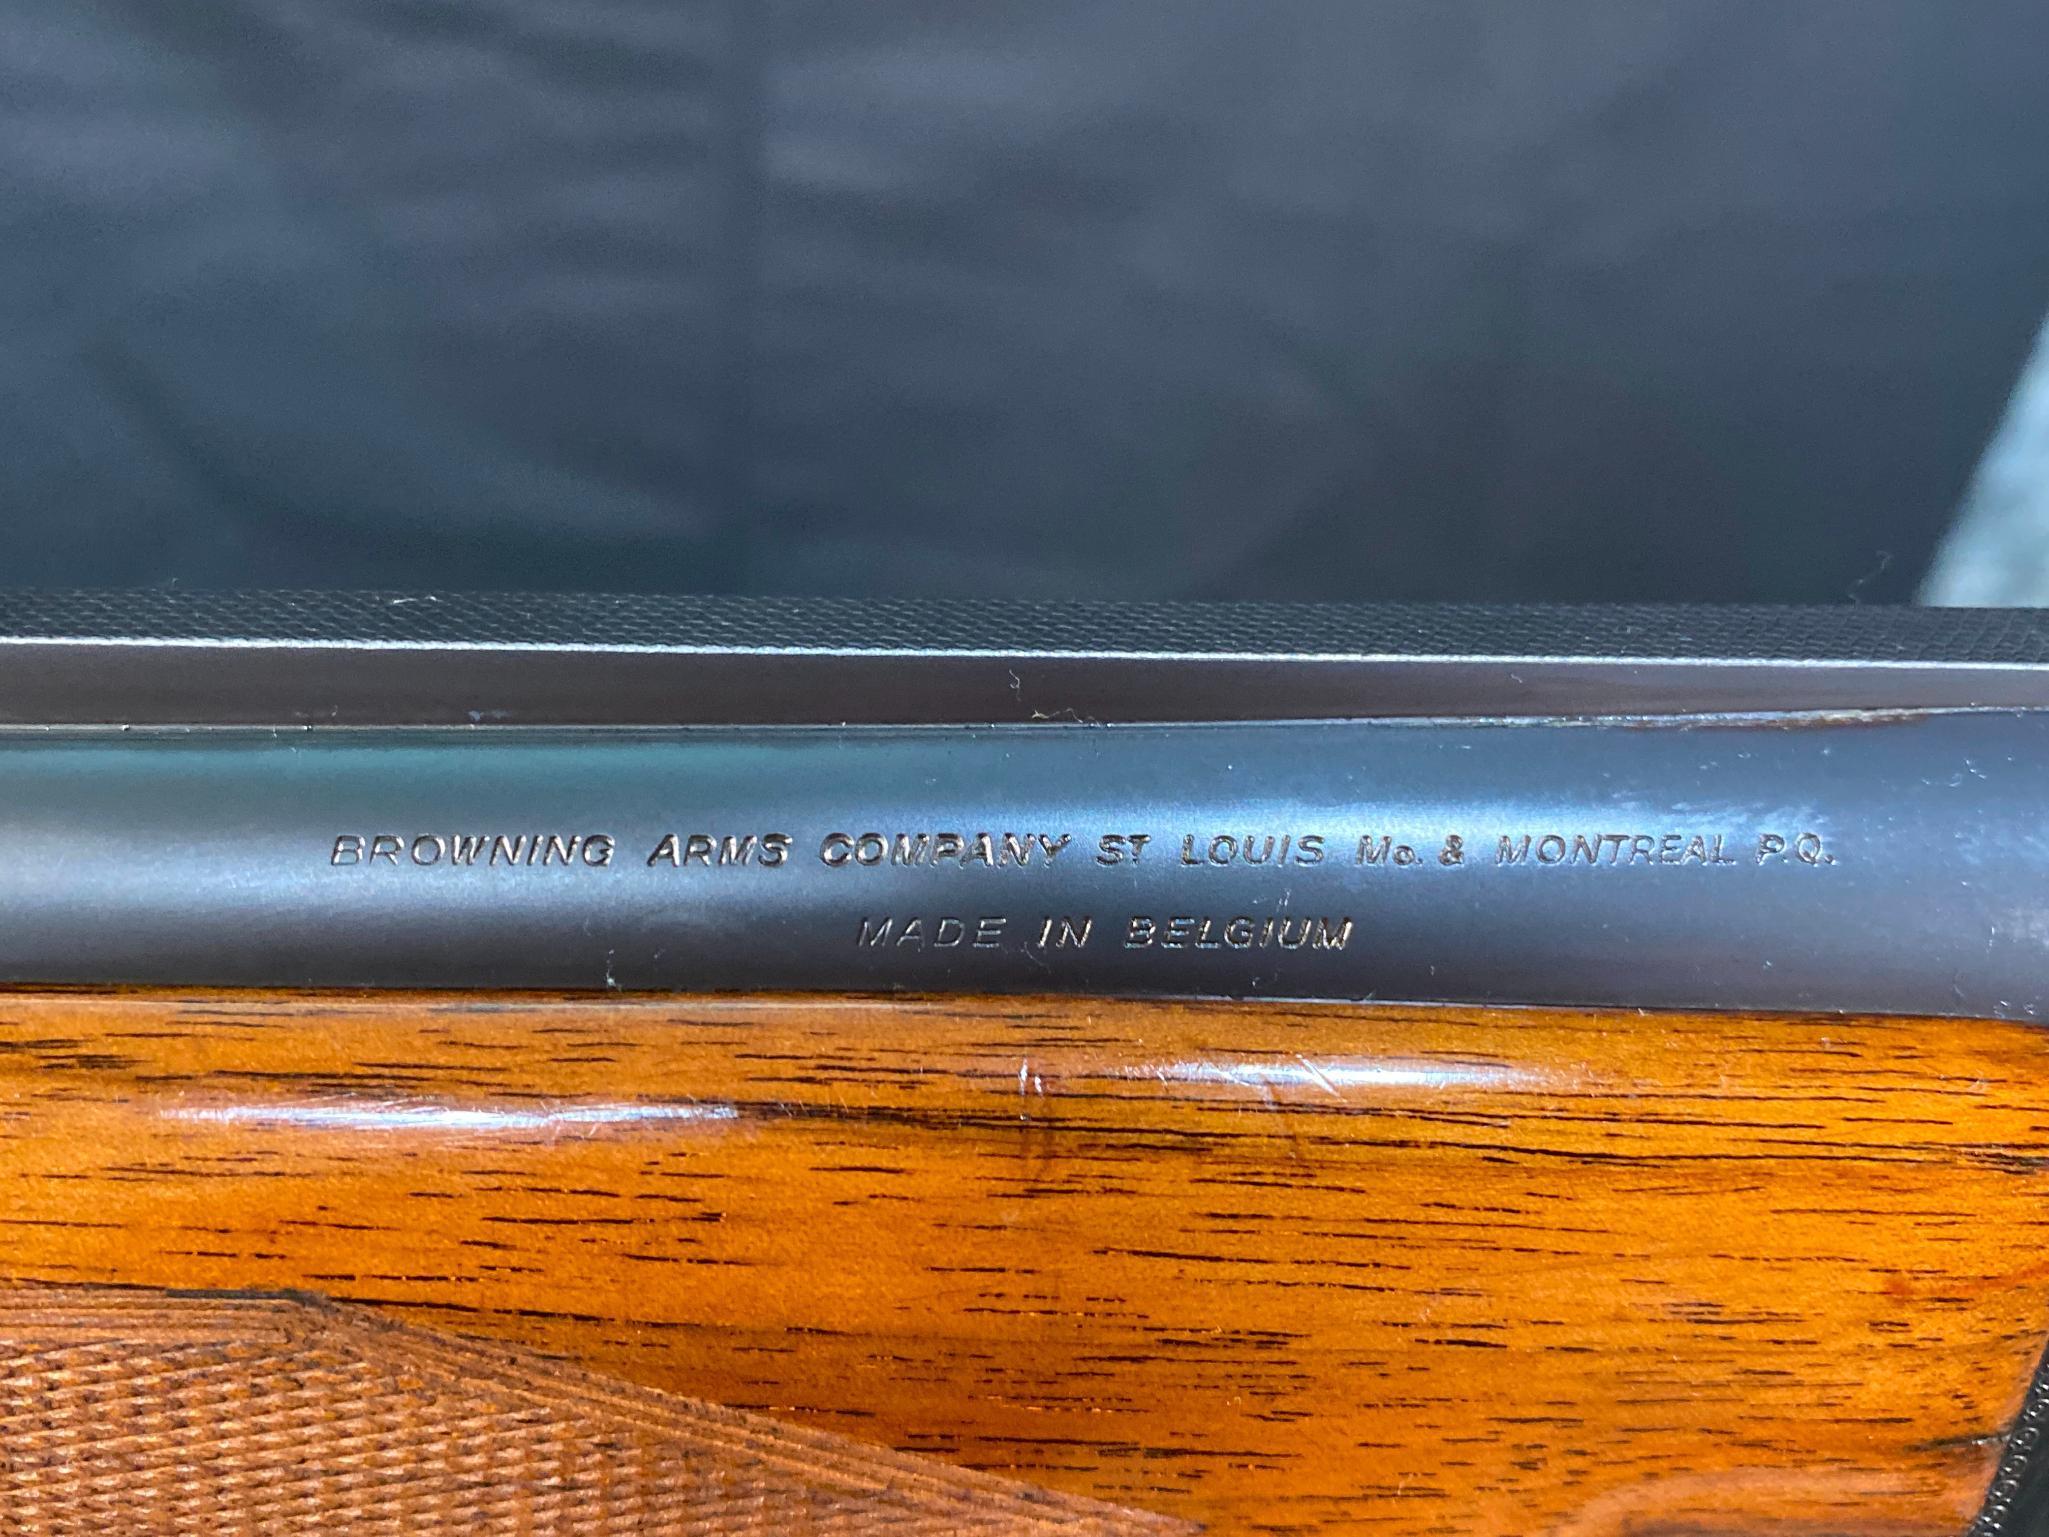 BROWNING ARMS COMPANY ST LOUIS Mo. & MONTREAL P.Q.
MADE IN BELGIUM